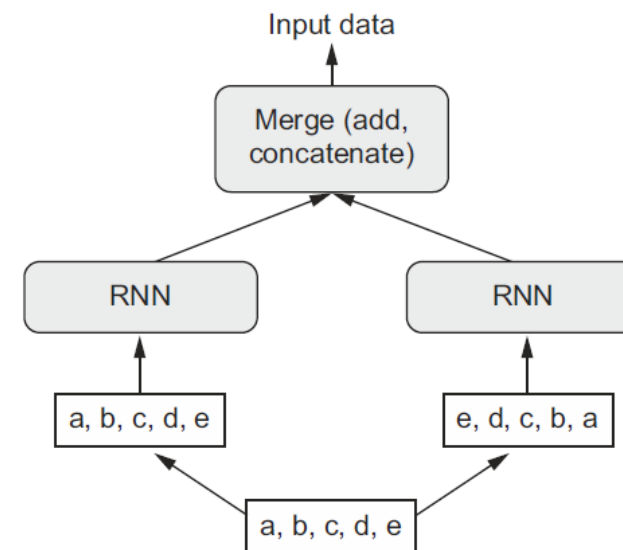 Input data
Merge (add,
concatenate)
RNN
RNN
a, b, c, d, e
e, d, c, b, a
a, b, c, d, e